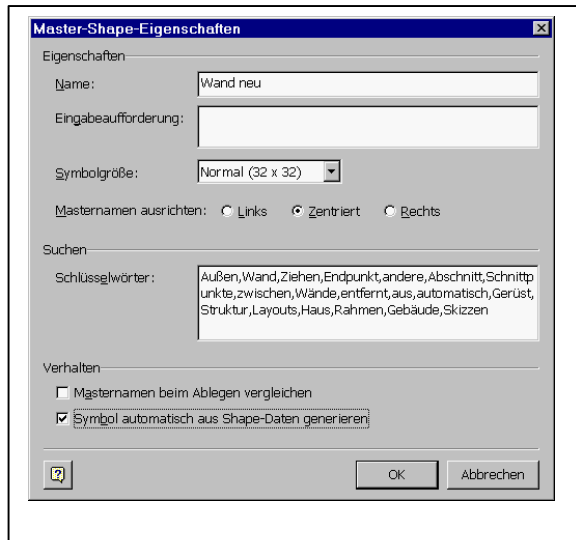 Master-Shape-Eigenschaften
Eigenschaften
Name: Wand neu
Eingabeaufforderung:
Symbolgröße: Normal (32 x 32)
Masternamen ausrichten: Links Zentriert Rechts
Suchen
Schlüsselwörter: Außen,Wand,Ziehen,Endpunkt,andere,Abschnitt,Schnittp
unkte,zwischen,Wände,entfernt,aus,automatisch,Gerüst,
Struktur,Layouts,Haus,Rahmen,Gebäude,Skizzen
Verhalten
Masternamen beim Ablegen vergleichen
Symbol automatisch aus Shape-Daten generieren
OK Abbrechen